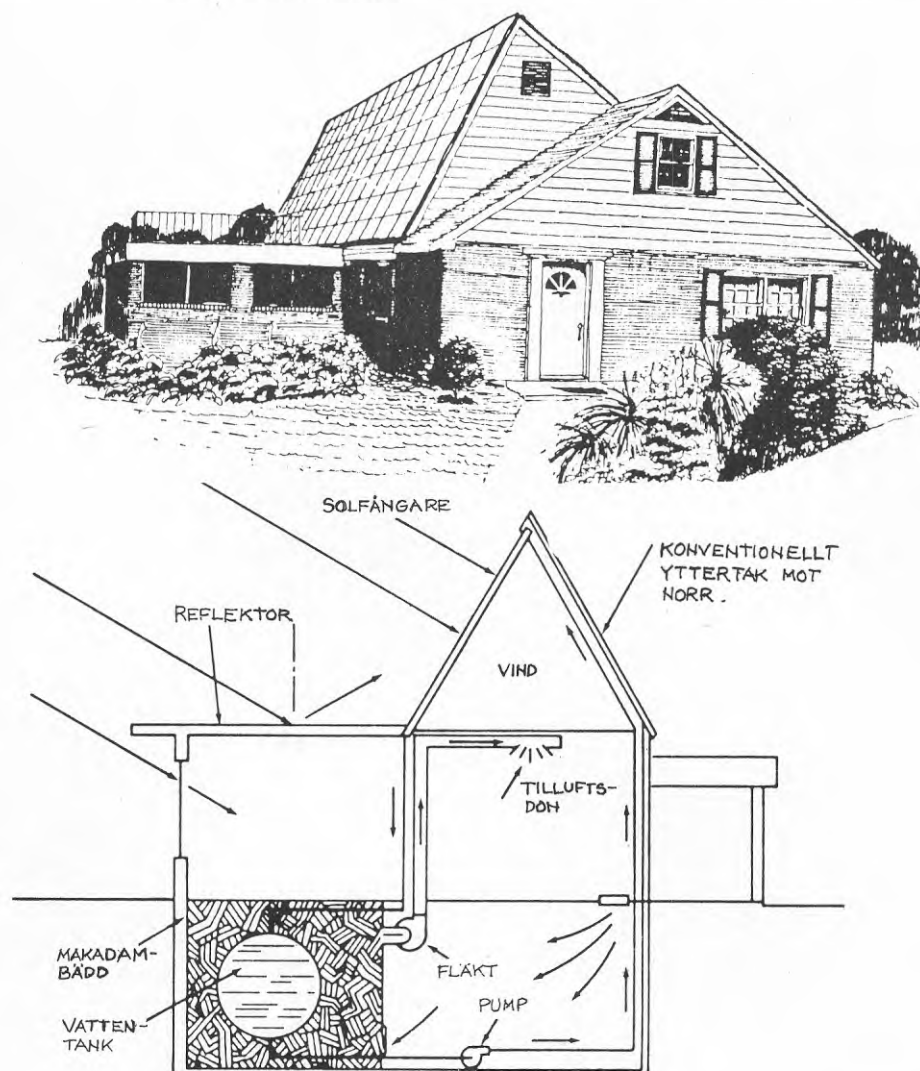 SOLFÅNGARE
KONVENTIONELLT
YTTERTAK MOT
NORR.
REFLEKTOR
VIND
TILLUFTS-
DON
MAKADAM-
BÄDD
FLÄKT
PUMP
VATTEN-
TANK